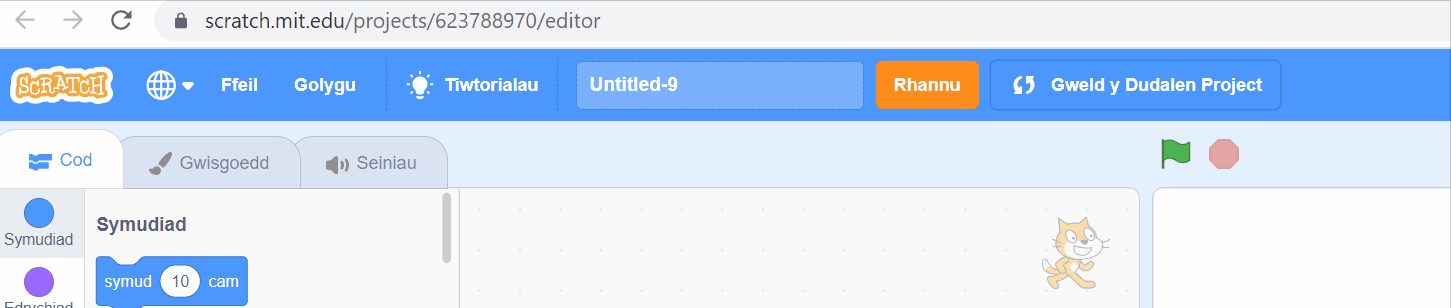 scratch.mit.edu/projects/623788970/editor
SCRATCH Ffeil Golygu Tiwtorialau Untitled-9 Rhannu Gweld y Dudalen Project
Cod Gwisgoedd Seiniau
Symudiad
Symudiad
symud 10 cam